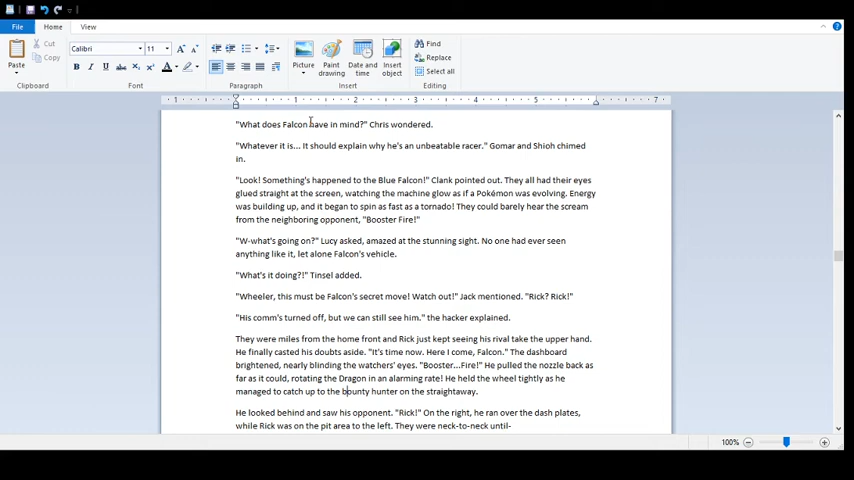 File
Home
View
Cut
Copy
Paste
Clipboard
Calibri
11
Font
Paragraph
Picture
Paint drawing
Date and time
Insert object
Insert
Find
Replace
Select all
Editing
1 1 2 3 4 5 6 7
"What does Falcon have in mind?" Chris wondered.
"Whatever it is... It should explain why he's an unbeatable racer." Gomar and Shioh chimed
in.
"Look! Something's happened to the Blue Falcon!" Clank pointed out. They all had their eyes
glued straight at the screen, watching the machine glow as if a Pokémon was evolving. Energy
was building up, and it began to spin as fast as a tornado! They could barely hear the scream
from the neighboring opponent, "Booster Fire!"
"W-what's going on?" Lucy asked, amazed at the stunning sight. No one had ever seen
anything like it, let alone Falcon's vehicle.
"What's it doing?!" Tinsel added.
"Wheeler, this must be Falcon's secret move! Watch out!" Jack mentioned. "Rick? Rick!"
"His comm's turned off, but we can still see him." the hacker explained.
They were miles from the home front and Rick just kept seeing his rival take the upper hand.
He finally casted his doubts aside. "It's time now. Here I come, Falcon." The dashboard
brightened, nearly blinding the watchers' eyes. "Booster...Fire!" He pulled the nozzle back as
far as it could, rotating the Dragon in an alarming rate! He held the wheel tightly as he
managed to catch up to the bounty hunter on the straightaway.
He looked behind and saw his opponent. "Rick!" On the right, he ran over the dash plates,
while Rick was on the pit area to the left. They were neck-to-neck until-
100%